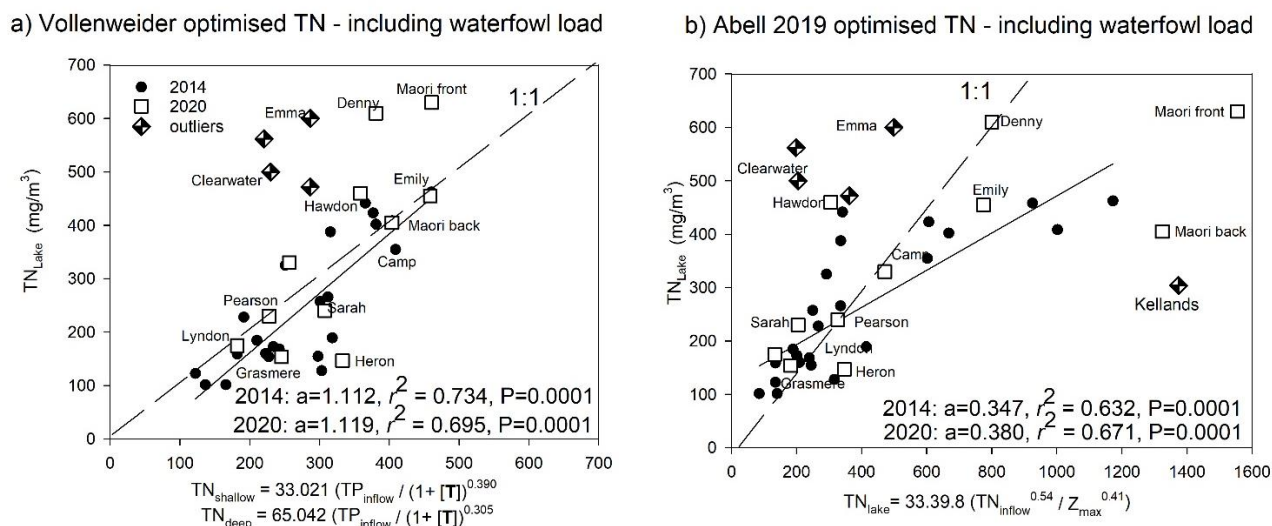 a) Vollenweider optimised TN - including waterfowl load
700
600
500
400
300
200
100
0
TN_Lake (mg/m³)
2014
2020
outliers
1:1
Maori front
Denny
Emma
Clearwater
Emily
Hawdon
Maori back
Camp
Pearson
Sarah
Lyndon
Heron
Grasmere
2014: a=1.112, r² = 0.734, P=0.0001
2020: a=1.119, r² = 0.695, P=0.0001
0 100 200 300 400 500 600 700
TN_shallow = 33.021 (TP_inflow / (1+ [T])^0.390
TN_deep = 65.042 (TP_inflow / (1+ [T])^0.305
b) Abell 2019 optimised TN - including waterfowl load
700
600
500
400
300
200
100
0
TN_Lake (mg/m³)
1:1
Maori front
Denny
Emma
Clearwater
Hawdon
Emily
Maori back
Camp
Kellands
Sarah
Pearson
Lyndon
Heron
Grasmere
2014: a=0.347, r² = 0.632, P=0.0001
2020: a=0.380, r² = 0.671, P=0.0001
0 200 400 600 800 1000 1200 1400 1600
TN_lake = 33.39.8 (TN_inflow^0.54 / Z_max^0.41)